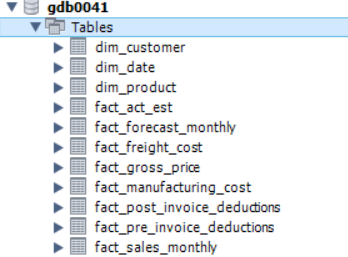 gdb0041
Tables
dim_customer
dim_date
dim_product
fact_act_est
fact_forecast_monthly
fact_freight_cost
fact_gross_price
fact_manufacturing_cost
fact_post_invoice_deductions
fact_pre_invoice_deductions
fact_sales_monthly